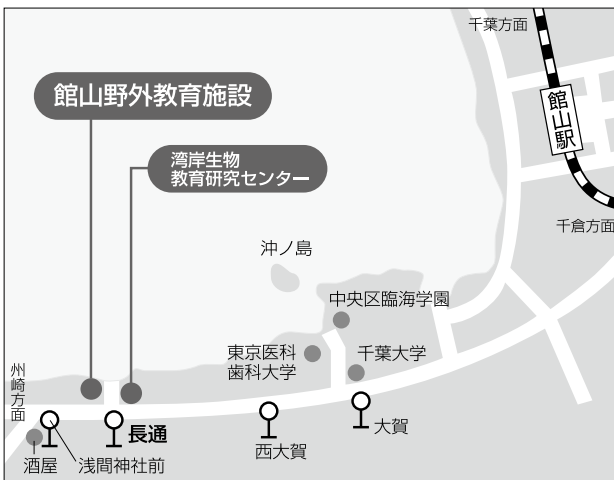 千葉方面
館山野外教育施設
館山駅
湾岸生物
教育研究センター
千倉方面
沖ノ島
中央区臨海学園
東京医科
歯科大学
千葉大学
州崎方面
長通
大賀
西大賀
酒屋
浅間神社前